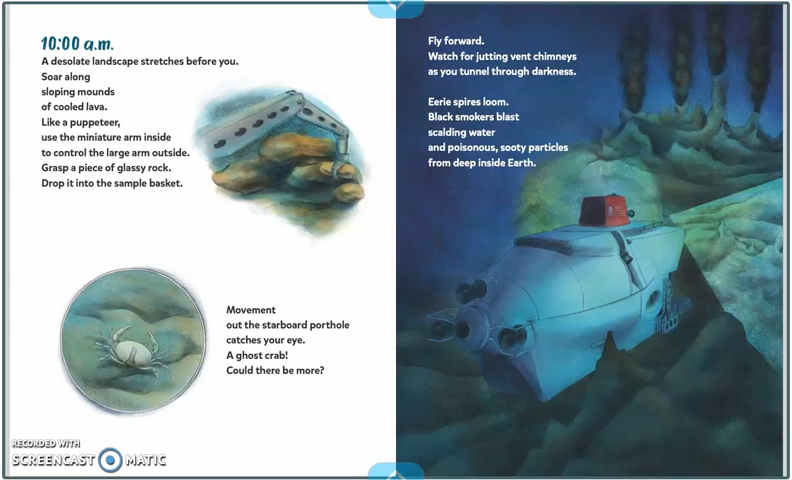 10:00 a.m.
A desolate landscape stretches before you.
Soar along
sloping mounds
of cooled lava.
Like a puppeteer,
use the miniature arm inside
to control the large arm outside.
Grasp a piece of glassy rock.
Drop it into the sample basket.
Movement
out the starboard porthole
catches your eye.
A ghost crab!
Could there be more?
Fly forward.
Watch for jutting vent chimneys
as you tunnel through darkness.
Eerie spires loom.
Black smokers blast
scalding water
and poisonous, sooty particles
from deep inside Earth.
RECORDED WITH
SCREENCAST MATIC